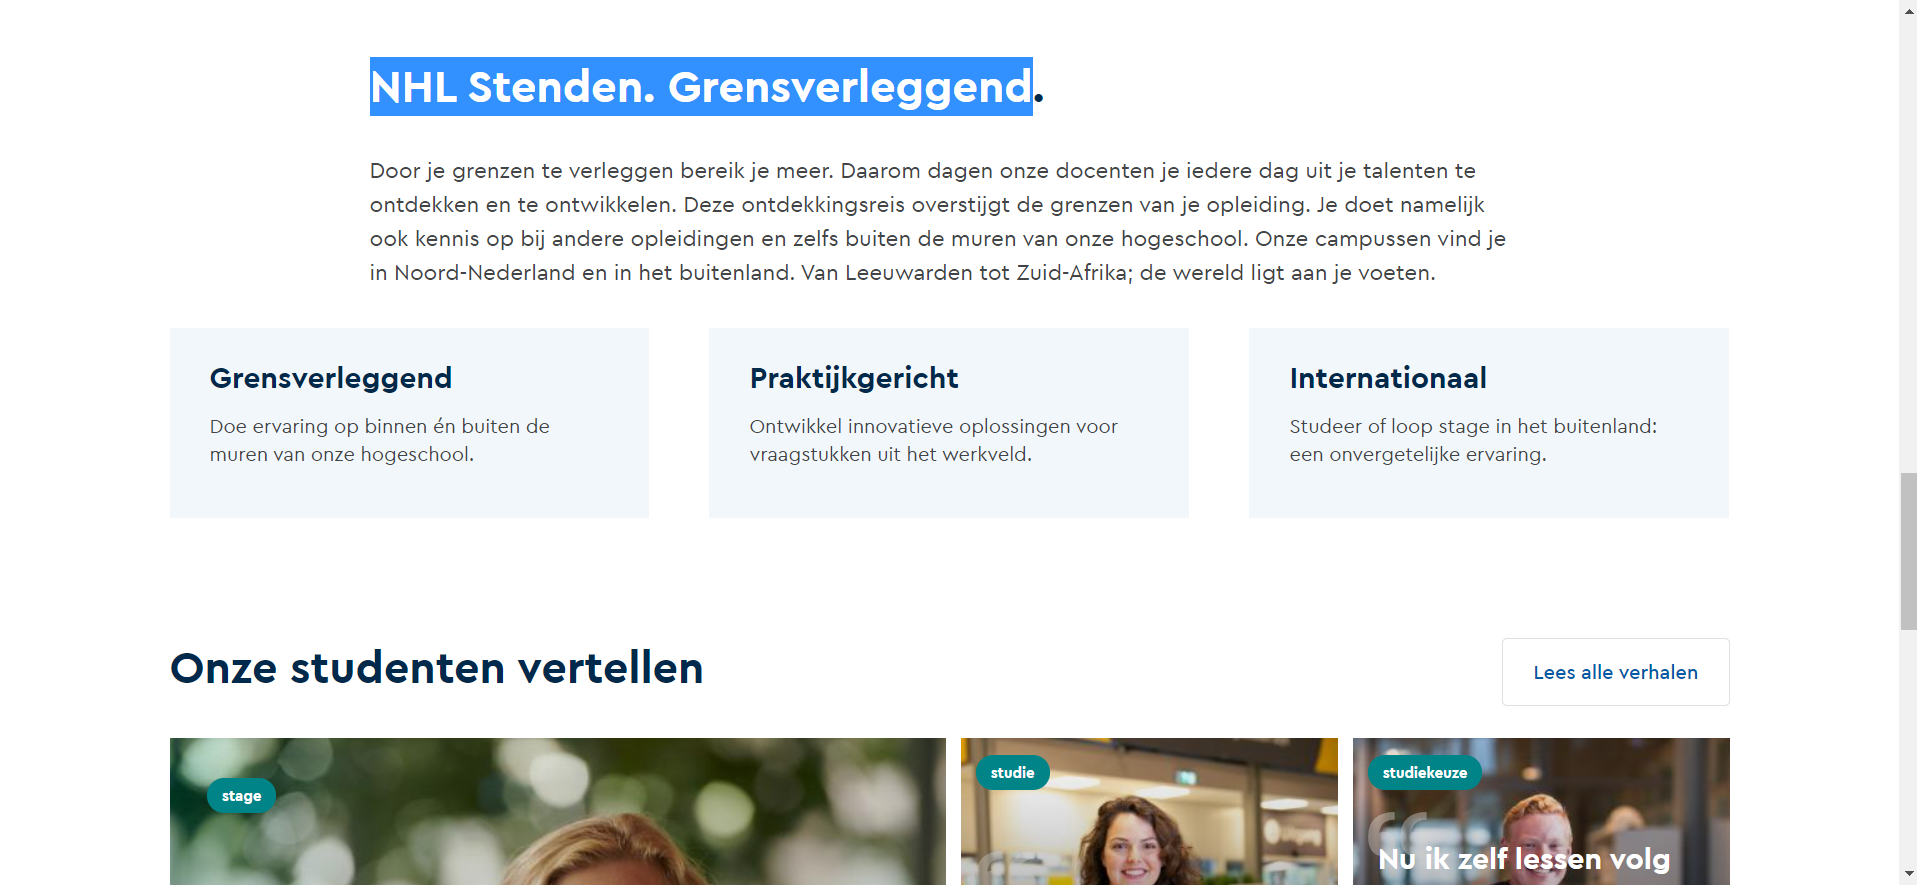 NHL Stenden. Grensverleggend.
Door je grenzen te verleggen bereik je meer. Daarom dagen onze docenten je iedere dag uit je talenten te
ontdekken en te ontwikkelen. Deze ontdekkingsreis overstijgt de grenzen van je opleiding. Je doet namelijk
ook kennis op bij andere opleidingen en zelfs buiten de muren van onze hogeschool. Onze campussen vind je
in Noord-Nederland en in het buitenland. Van Leeuwarden tot Zuid-Afrika; de wereld ligt aan je voeten.
Grensverleggend
Doe ervaring op binnen én buiten de
muren van onze hogeschool.
Praktijkgericht
Ontwikkel innovatieve oplossingen voor
vraagstukken uit het werkveld.
Internationaal
Studeer of loop stage in het buitenland:
een onvergetelijke ervaring.
Onze studenten vertellen
Lees alle verhalen
stage
studie
studiekeuze
Nu ik zelf lessen volg